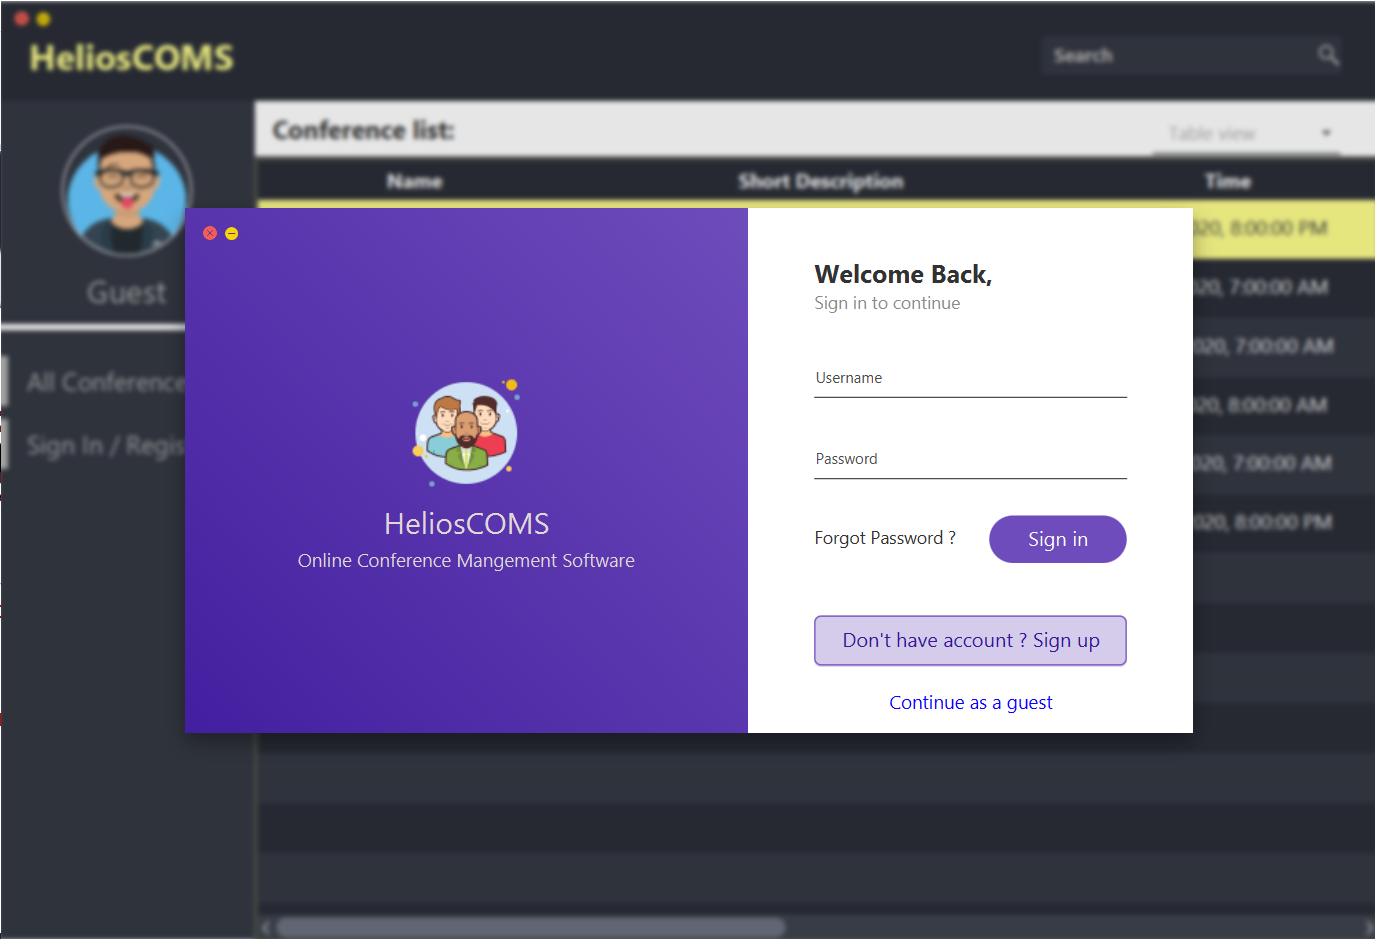 HeliosCOMS
Search
Conference list:
Table view
Name Short Description Time
020, 8:00:00 PM
Guest
020, 7:00:00 AM
020, 7:00:00 AM
All Conference
020, 8:00:00 AM
Sign In / Regis
020, 7:00:00 AM
020, 8:00:00 PM
HeliosCOMS
Online Conference Mangement Software
Welcome Back,
Sign in to continue
Username
Password
Forgot Password ?
Sign in
Don't have account ? Sign up
Continue as a guest